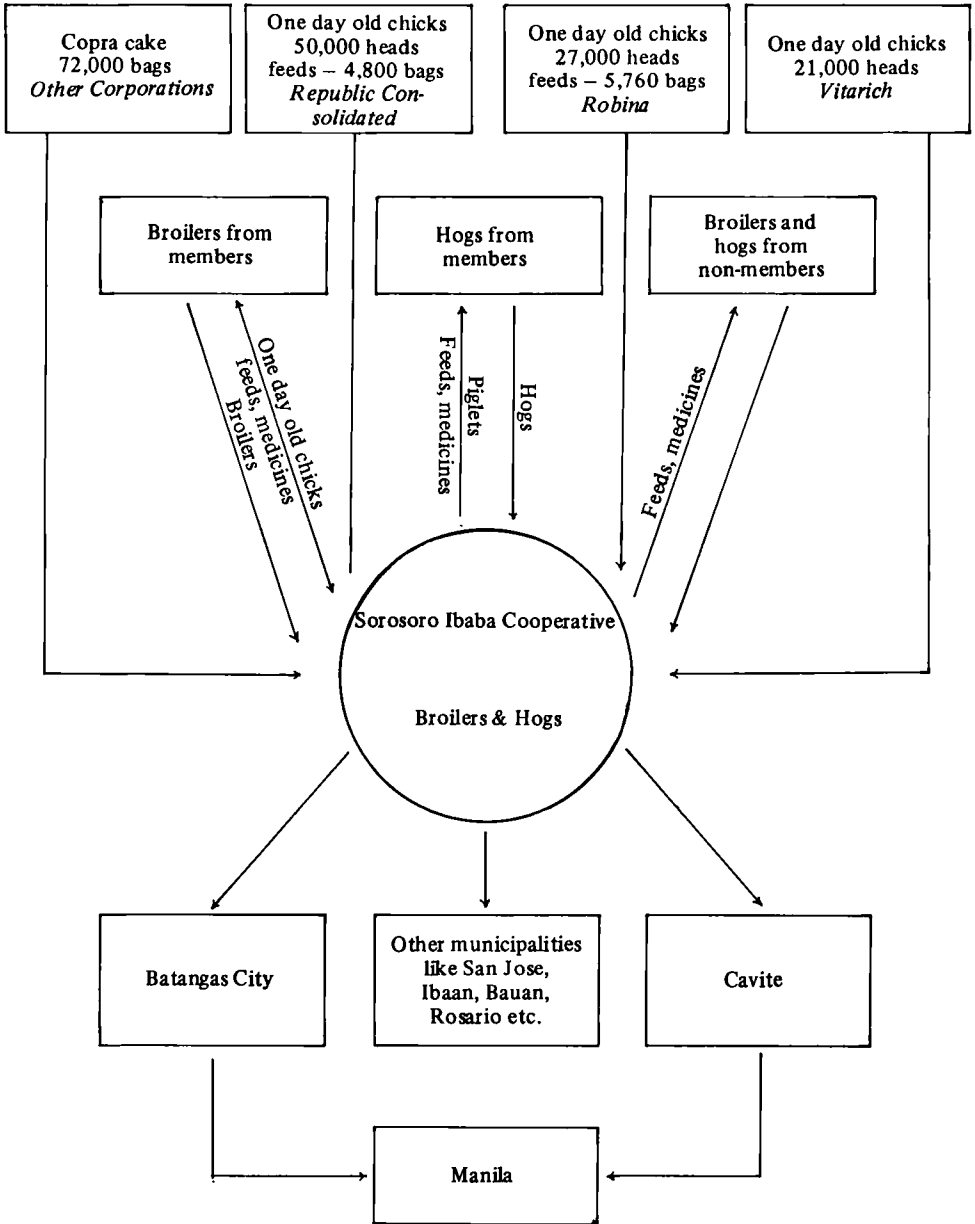 Copra cake
72,000 bags
Other Corporations
One day old chicks
50,000 heads
feeds – 4,800 bags
Republic Con-
solidated
One day old chicks
27,000 heads
feeds – 5,760 bags
Robina
One day old chicks
21,000 heads
Vitarich
Broilers from
members
Hogs from
members
Broilers and
hogs from
non-members
One day old chicks
feeds, medicines
Broilers
Feeds, medicines
Piglets
Hogs
Feeds, medicines
Sorosoro Ibaba Cooperative
Broilers & Hogs
Batangas City
Other municipalities
like San Jose,
Ibaan, Bauan,
Rosario etc.
Cavite
Manila